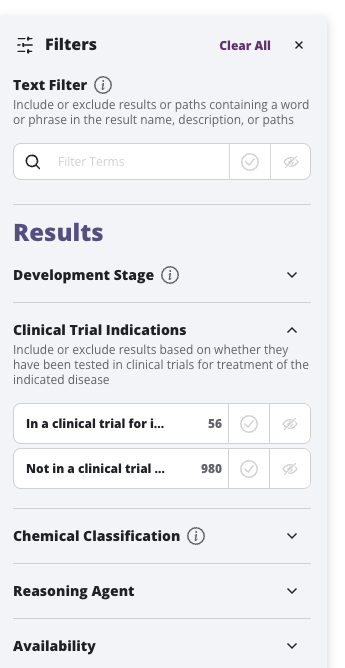 Filters
Clear All
Text Filter
Include or exclude results or paths containing a word
or phrase in the result name, description, or paths
Filter Terms
Results
Development Stage
Clinical Trial Indications
Include or exclude results based on whether they
have been tested in clinical trials for treatment of the
indicated disease
In a clinical trial for i... 56
Not in a clinical trial ... 980
Chemical Classification
Reasoning Agent
Availability